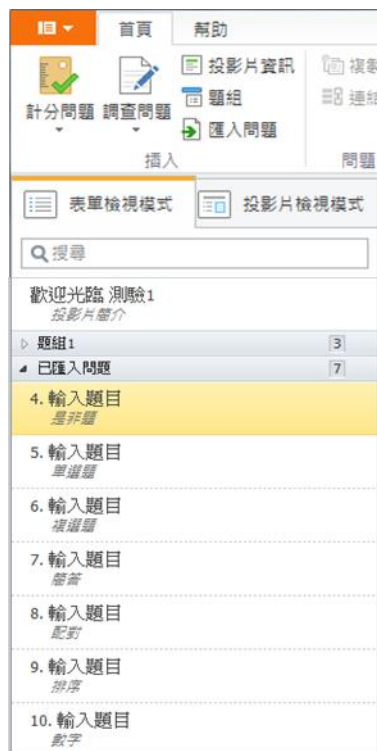 首頁 幫助
計分問題 調查問題 投影片資訊
題組
匯入問題
插入
複製
連結
問題
表單檢視模式 投影片檢視模式
搜尋
歡迎光臨 測驗1
投影片簡介
題組1 3
已匯入問題 7
4. 輸入題目
是非題
5. 輸入題目
單選題
6. 輸入題目
複選題
7. 輸入題目
簡答
8. 輸入題目
配對
9. 輸入題目
排序
10. 輸入題目
數字